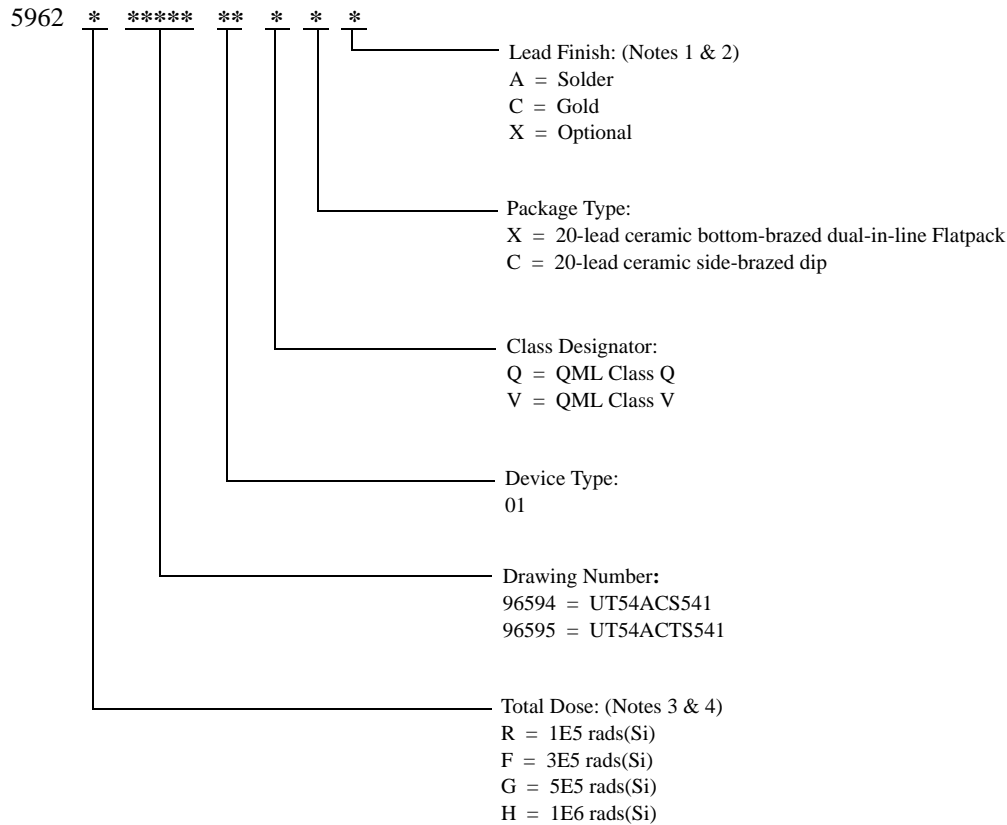 5962 * ***** ** * * *
Lead Finish: (Notes 1 & 2)
A = Solder
C = Gold
X = Optional
Package Type:
X = 20-lead ceramic bottom-brazed dual-in-line Flatpack
C = 20-lead ceramic side-brazed dip
Class Designator:
Q = QML Class Q
V = QML Class V
Device Type:
01
Drawing Number:
96594 = UT54ACS541
96595 = UT54ACTS541
Total Dose: (Notes 3 & 4)
R = 1E5 rads(Si)
F = 3E5 rads(Si)
G = 5E5 rads(Si)
H = 1E6 rads(Si)